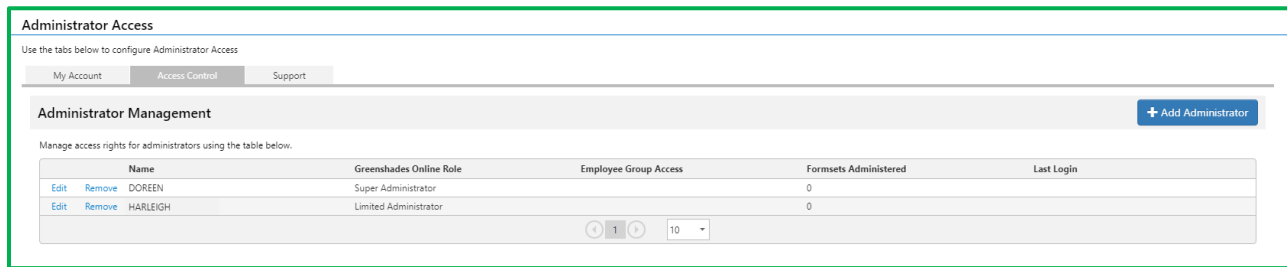 Administrator Access
Use the tabs below to configure Administrator Access
My Account Access Control Support
Administrator Management + Add Administrator
Manage access rights for administrators using the table below.
Name Greenshades Online Role Employee Group Access Formsets Administered Last Login
Edit Remove DOREEN Super Administrator 0
Edit Remove HARLEIGH Limited Administrator 0
1 10